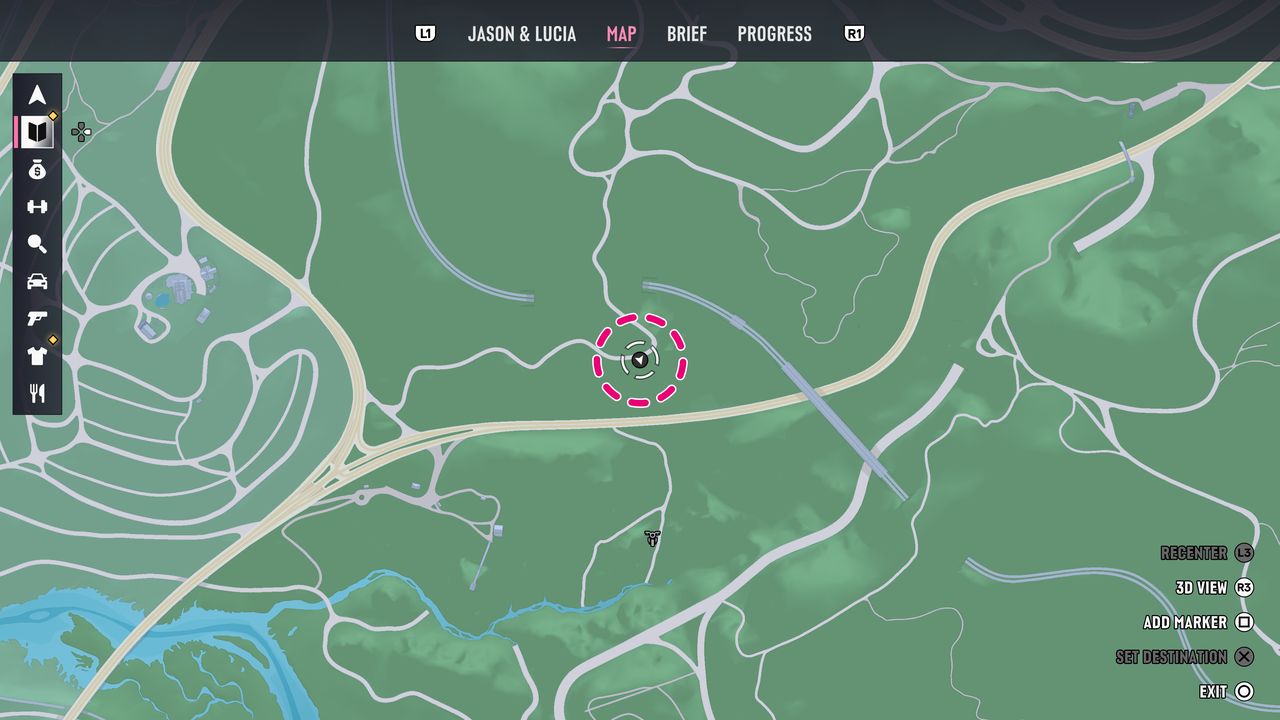 L1 JASON & LUCIA MAP BRIEF PROGRESS R1
$
RECENTER L3
3D VIEW R3
ADD MARKER
SET DESTINATION
EXIT